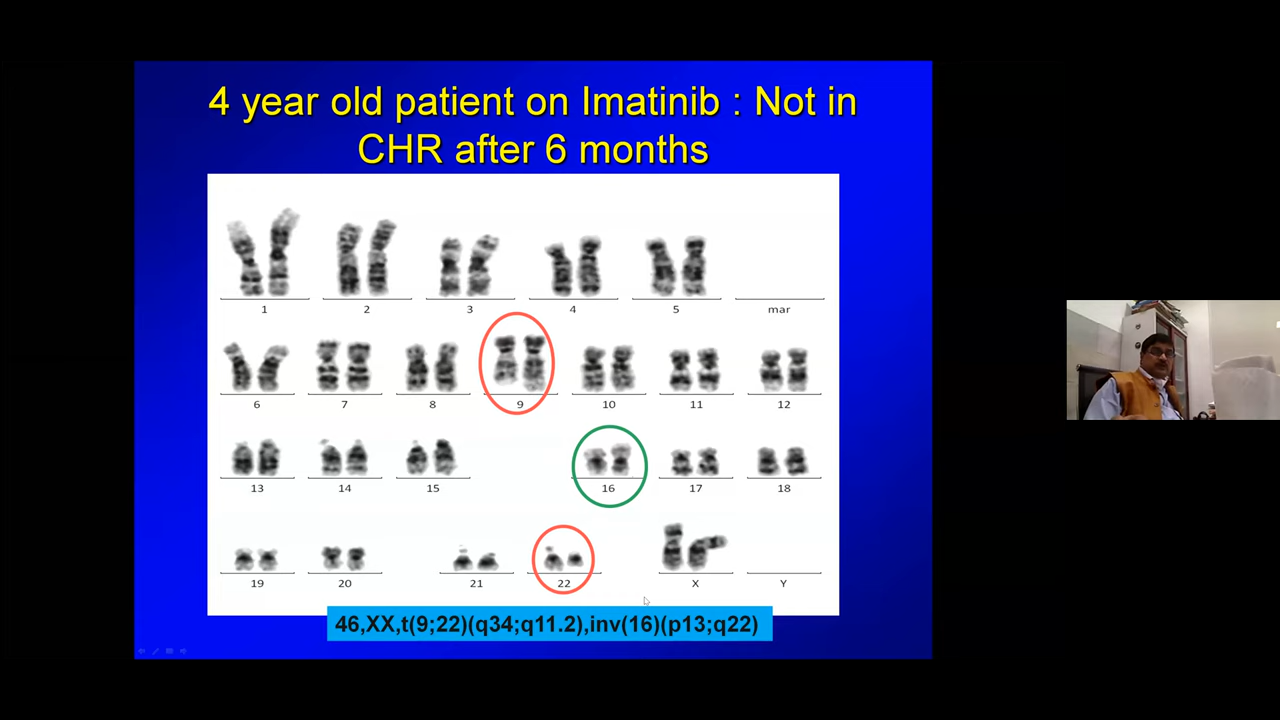 4 year old patient on Imatinib : Not in
CHR after 6 months
1 2 3 4 5 mar
6 7 8 9 10 11 12
13 14 15 16 17 18
19 20 21 22 X Y
46,XX,t(9;22)(q34;q11.2),inv(16)(p13;q22)